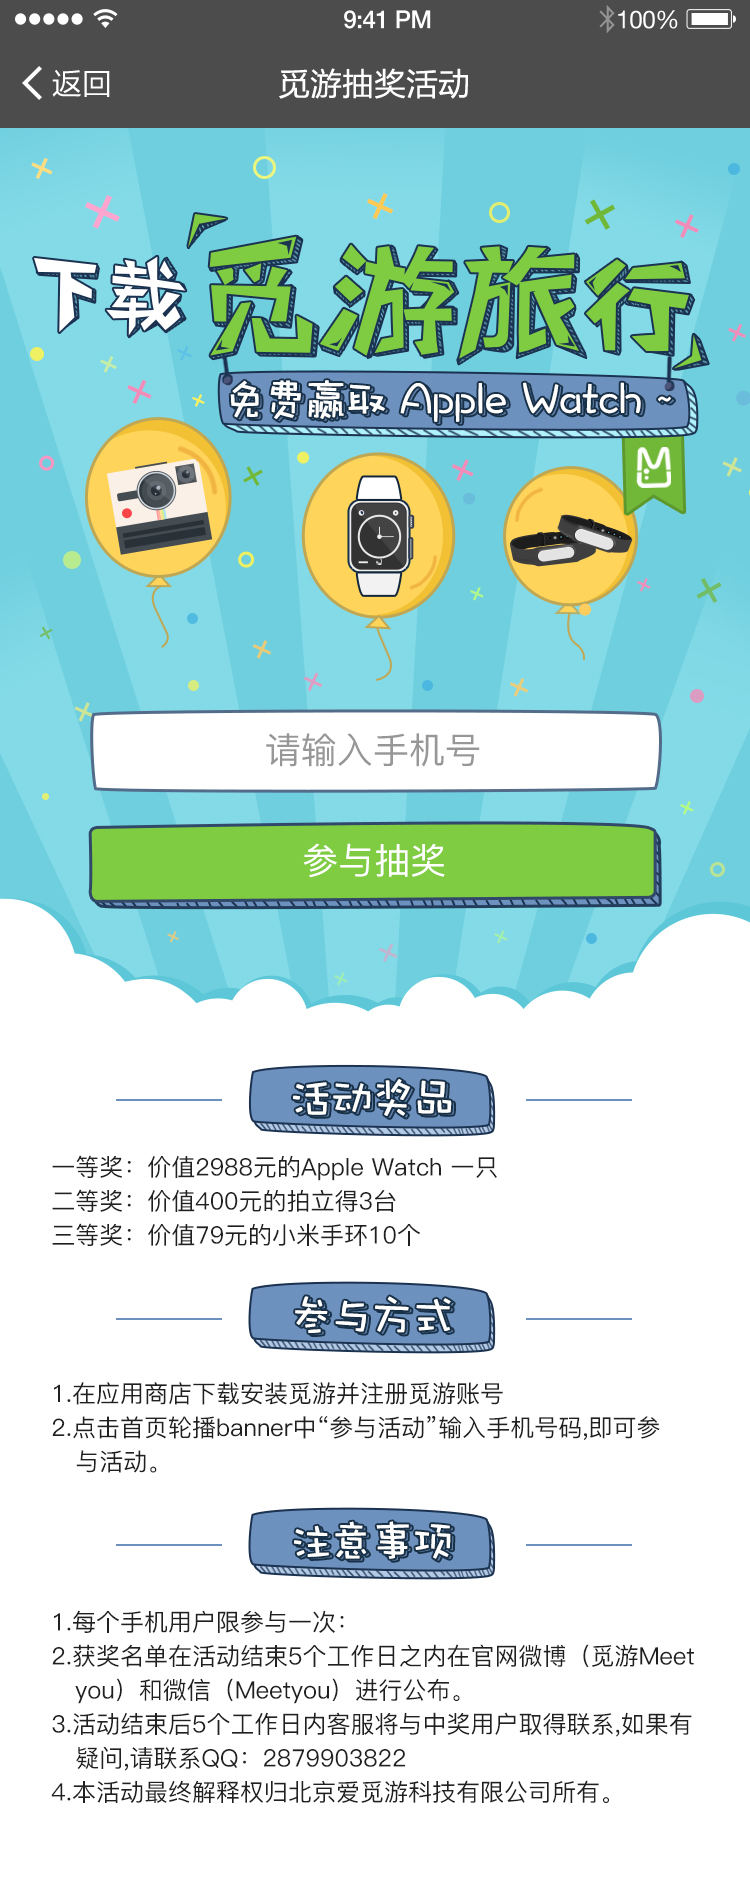 9:41 PM
100%
返回
觅游抽奖活动
下载 觅游旅行
免费赢取 Apple Watch ~
M
请输入手机号
参与抽奖
活动奖品
一等奖：价值2988元的Apple Watch 一只
二等奖：价值400元的拍立得3台
三等奖：价值79元的小米手环10个
参与方式
1.在应用商店下载安装觅游并注册觅游账号
2.点击首页轮播banner中“参与活动”输入手机号码,即可参
与活动。
注意事项
1.每个手机用户限参与一次：
2.获奖名单在活动结束5个工作日之内在官网微博（觅游Meet
you）和微信（Meetyou）进行公布。
3.活动结束后5个工作日内客服将与中奖用户取得联系,如果有
疑问,请联系QQ：2879903822
4.本活动最终解释权归北京爱觅游科技有限公司所有。